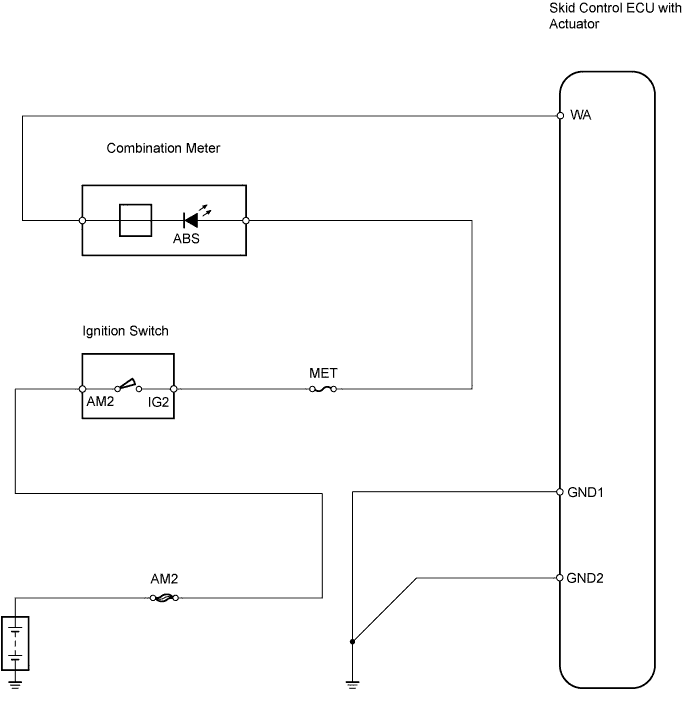 Skid Control ECU with
Actuator
WA
Combination Meter
ABS
Ignition Switch
MET
AM2
IG2
GND1
AM2
GND2